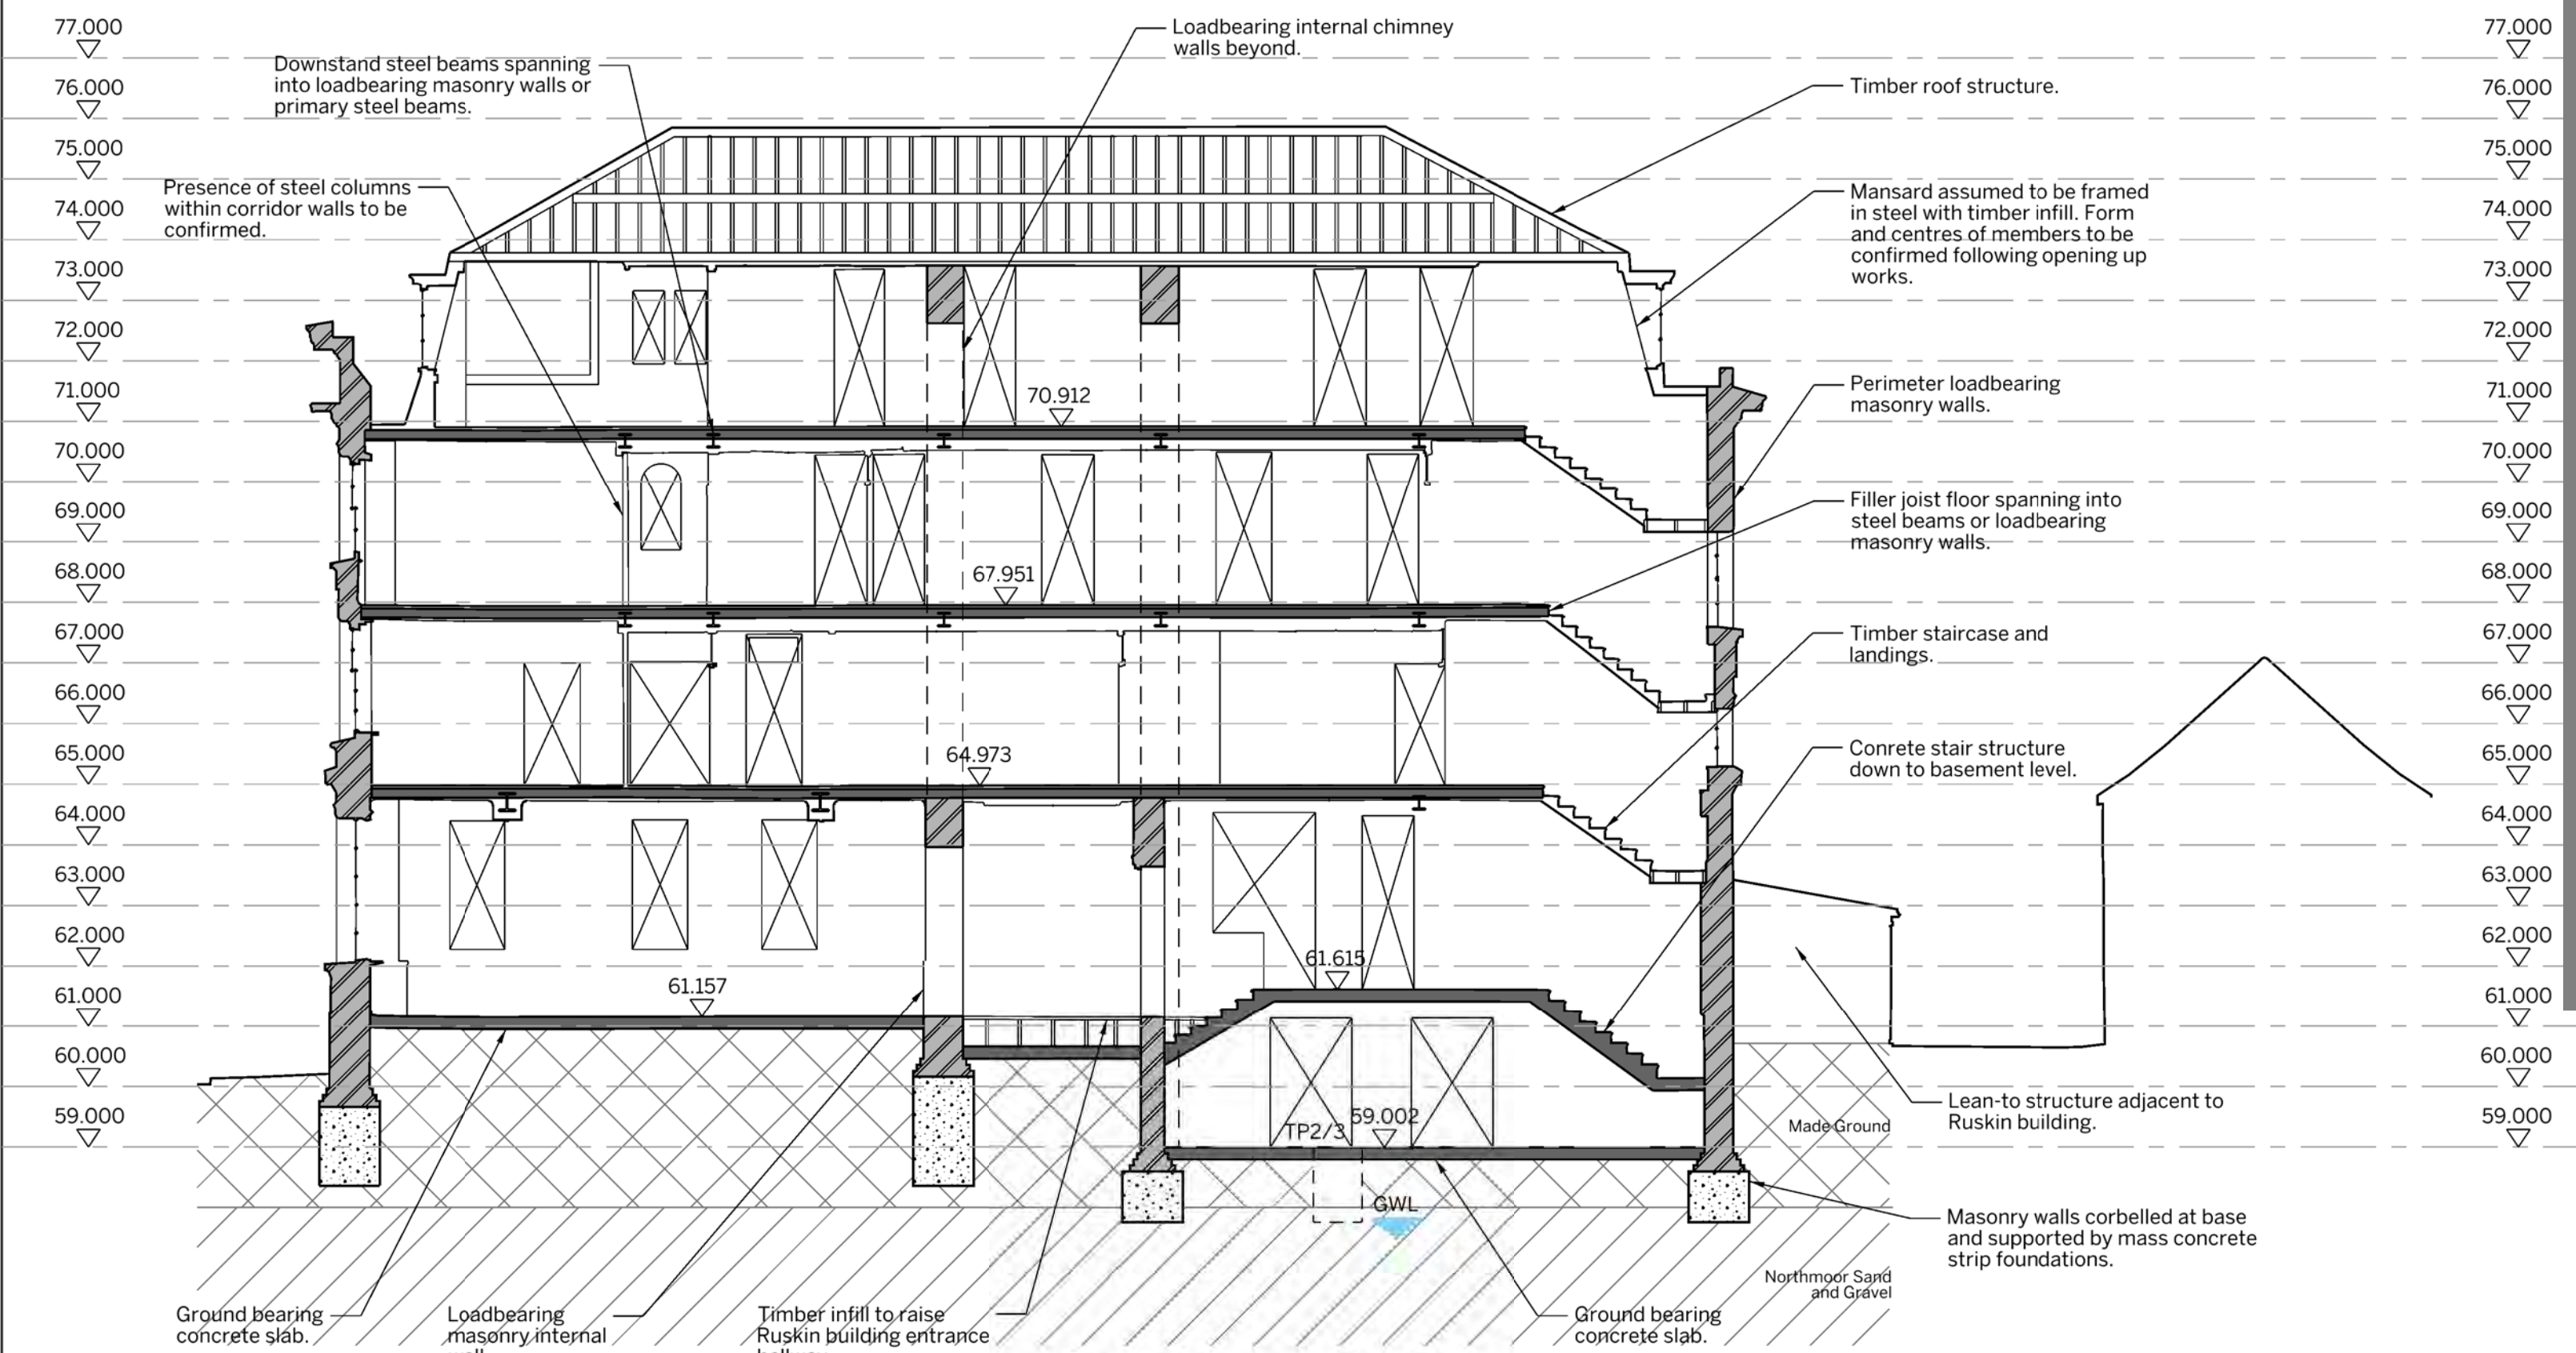 77.000
76.000
75.000
74.000
73.000
72.000
71.000
70.000
69.000
68.000
67.000
66.000
65.000
64.000
63.000
62.000
61.000
60.000
59.000
Downstand steel beams spanning
into loadbearing masonry walls or
primary steel beams.
Presence of steel columns
within corridor walls to be
confirmed.
Loadbearing internal chimney
walls beyond.
70.912
67.951
64.973
61.157
61.615
TP2/3
59.002
GWL
Timber roof structure.
Mansard assumed to be framed
in steel with timber infill. Form
and centres of members to be
confirmed following opening up
works.
Perimeter loadbearing
masonry walls.
Filler joist floor spanning into
steel beams or loadbearing
masonry walls.
Timber staircase and
landings.
Conrete stair structure
down to basement level.
Lean-to structure adjacent to
Ruskin building.
Made Ground
Masonry walls corbelled at base
and supported by mass concrete
strip foundations.
Northmoor Sand
and Gravel
Ground bearing
concrete slab.
Loadbearing
masonry internal
Timber infill to raise
Ruskin building entrance
Ground bearing
concrete slab.
77.000
76.000
75.000
74.000
73.000
72.000
71.000
70.000
69.000
68.000
67.000
66.000
65.000
64.000
63.000
62.000
61.000
60.000
59.000